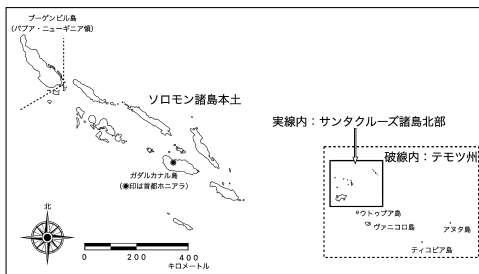 ブーゲンビル島
(パプア・ニューギニア領)
ソロモン諸島本土
実線内：サンタクルーズ諸島北部
破線内：テモツ州
ガダルカナル島
(◉印は首都ホニアラ)
ウトゥプア島
ヴァニコロ島
アヌタ島
ティコピア島
北
0 200 400
キロメートル